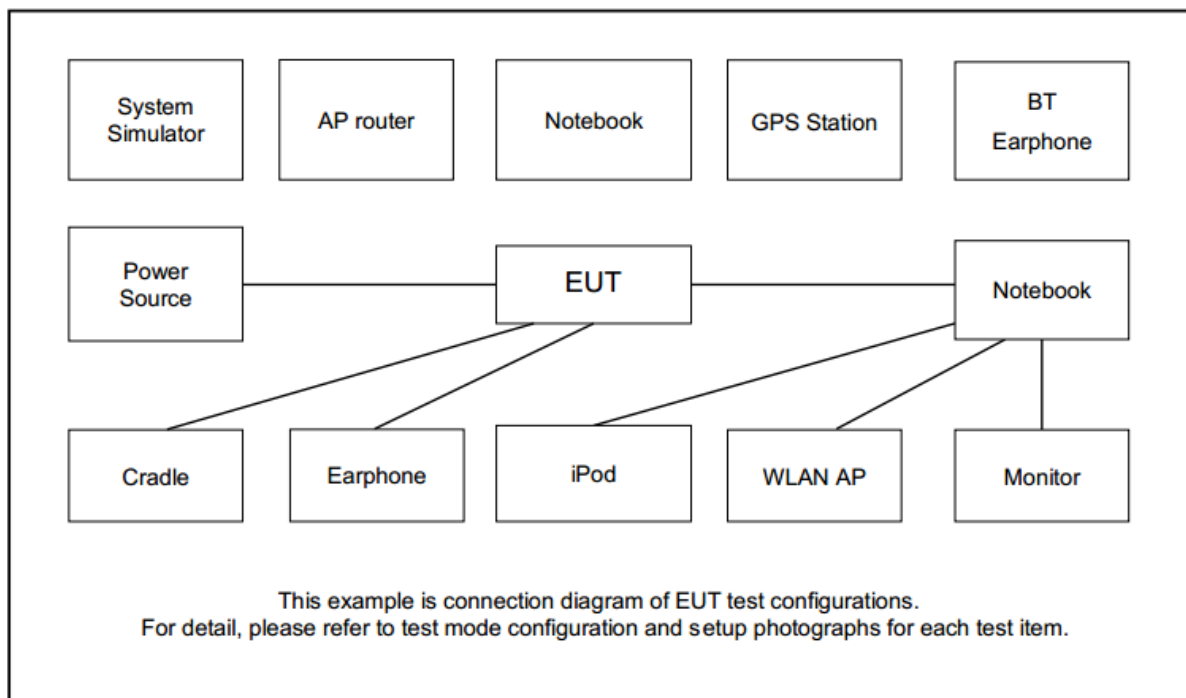 System
Simulator
AP router
Notebook
GPS Station
BT
Earphone
Power
Source
EUT
Notebook
Cradle
Earphone
iPod
WLAN AP
Monitor
This example is connection diagram of EUT test configurations.
For detail, please refer to test mode configuration and setup photographs for each test item.